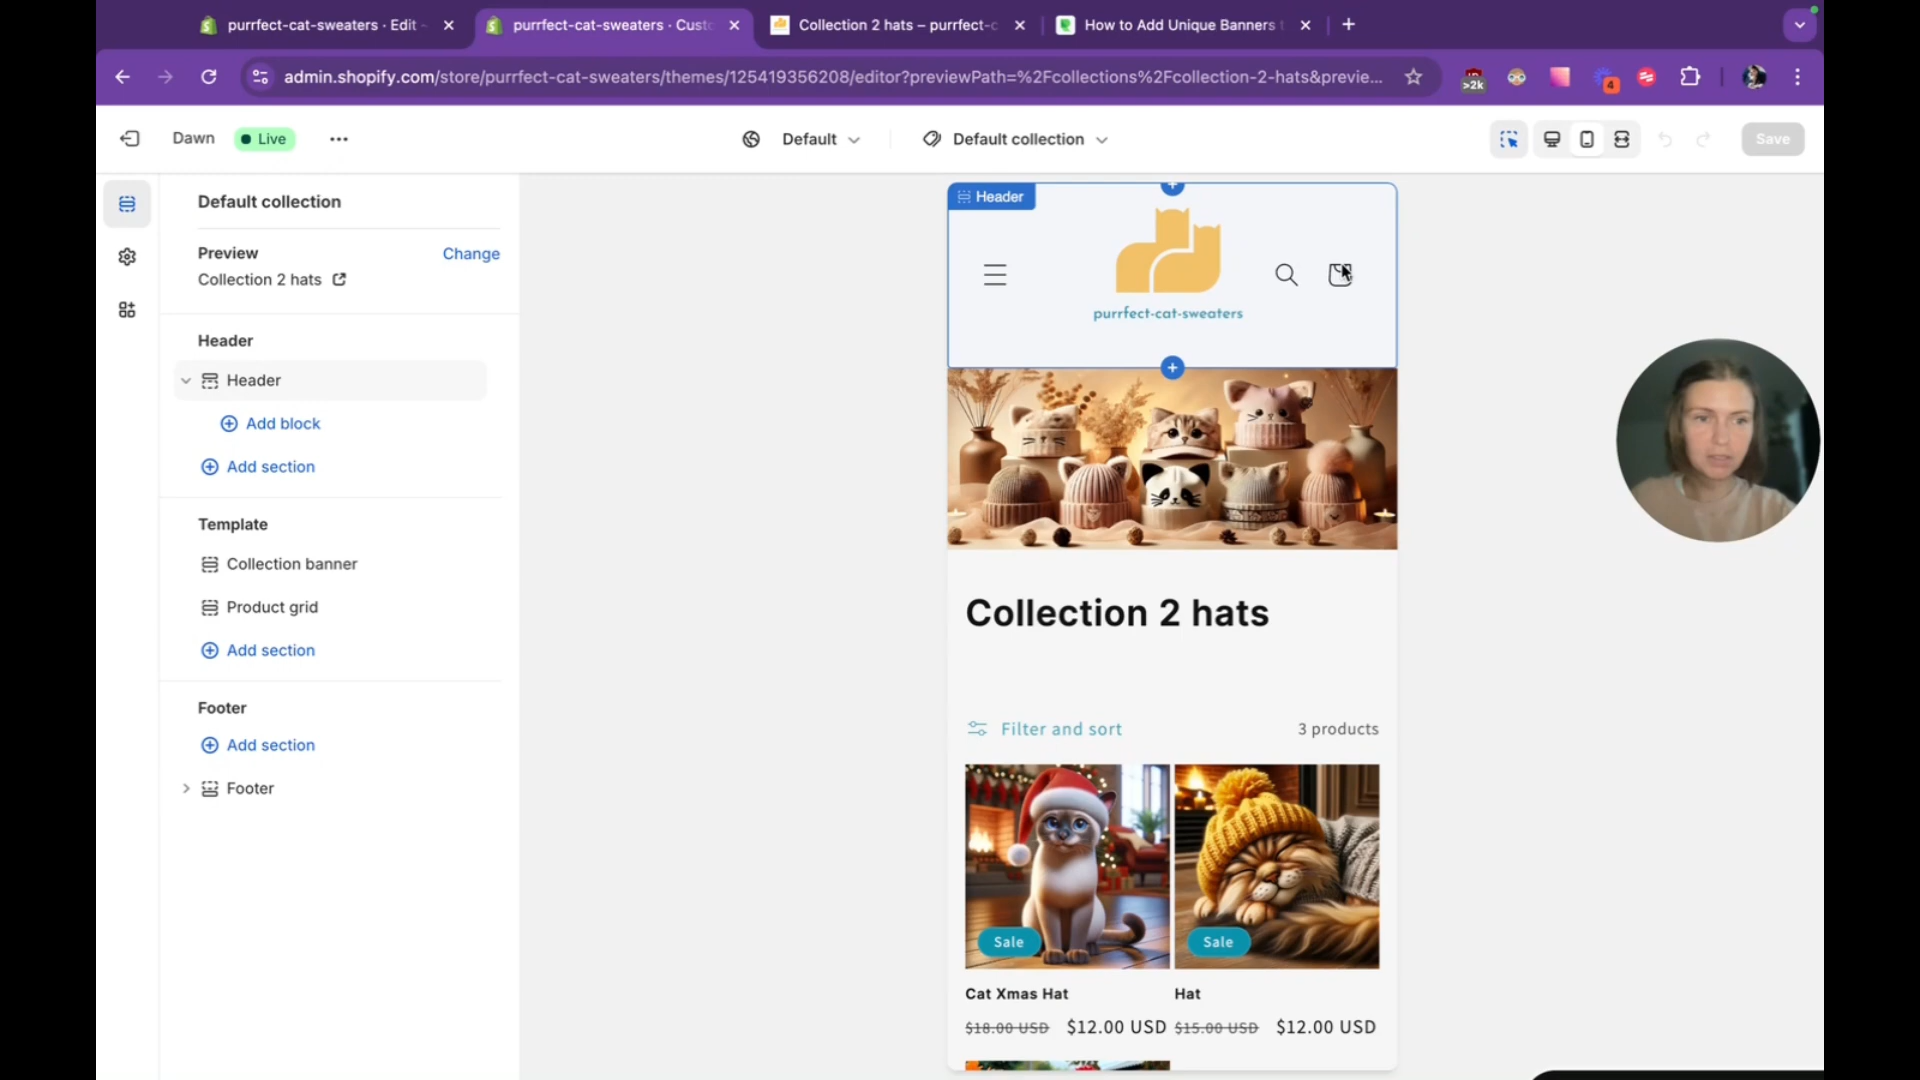 purrfect-cat-sweaters · Edit
purrfect-cat-sweaters · Custo
Collection 2 hats – purrfect-c
How to Add Unique Banners t
admin.shopify.com/store/purrfect-cat-sweaters/themes/125419356208/editor?previewPath=%2Fcollections%2Fcollection-2-hats&previe...
>2k
4
Dawn
Live
Default
Default collection
Save
Default collection
Preview
Change
Collection 2 hats
Header
Header
Add block
Add section
Template
Collection banner
Product grid
Add section
Footer
Add section
Footer
Header
purrfect-cat-sweaters
Collection 2 hats
Filter and sort
3 products
Sale
Sale
Cat Xmas Hat
Hat
$18.00 USD $12.00 USD
$15.00 USD $12.00 USD